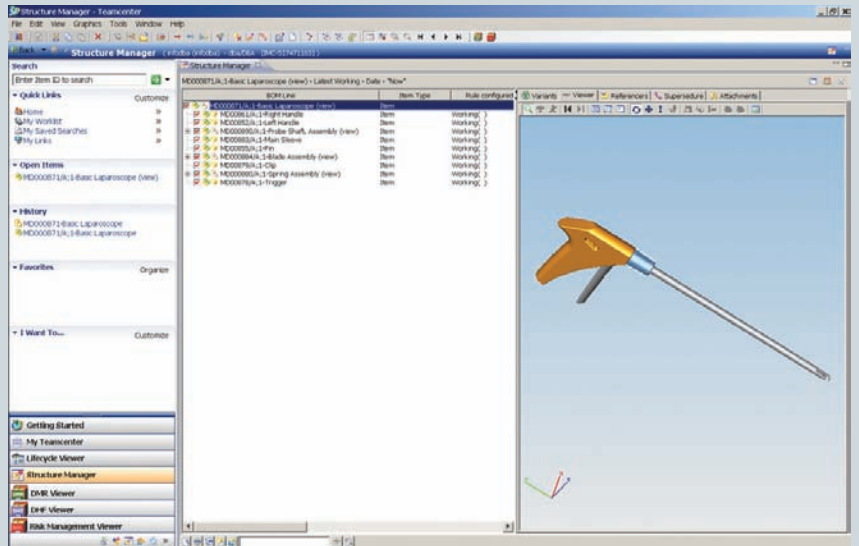 Structure Manager - Teamcenter
File Edit View Graphics Tools Window Help
Back
Structure Manager
Search
Enter Item ID to search
Quick Links Customize
Home
My Worklist
My Saved Searches
My Links
Open Items
MD000871/A;1-Basic Laparoscope (view)
History
MD000871-Basic Laparoscope
MD000871/A;1-Basic Laparoscope
Favorites Organize
I Want To... Customize
Getting Started
My Teamcenter
Lifecycle Viewer
Structure Manager
DMR Viewer
DHF Viewer
Risk Management Viewer
Structure Manager
MD000871/A;1-Basic Laparoscope (view) - Latest Working - Date - "Now"
BOM Line Item Type Rule configured
MD000871/A;1-Basic Laparoscope (view) Item
MD000861/A;1-Right Handle Item Working( )
MD000852/A;1-Left Handle Item Working( )
MD000890/A;1-Probe Shaft, Assembly (view) Item Working( )
MD000883/A;1-Main Sleeve Item Working( )
MD000895/A;1-Pin Item Working( )
MD000884/A;1-Blade Assembly (view) Item Working( )
MD000879/A;1-Clip Item Working( )
;1-Spring Assembly (view) Item Working( )
MD000876/A;1-Trigger Item Working( )
Variants Viewer References Supersedure Attachments